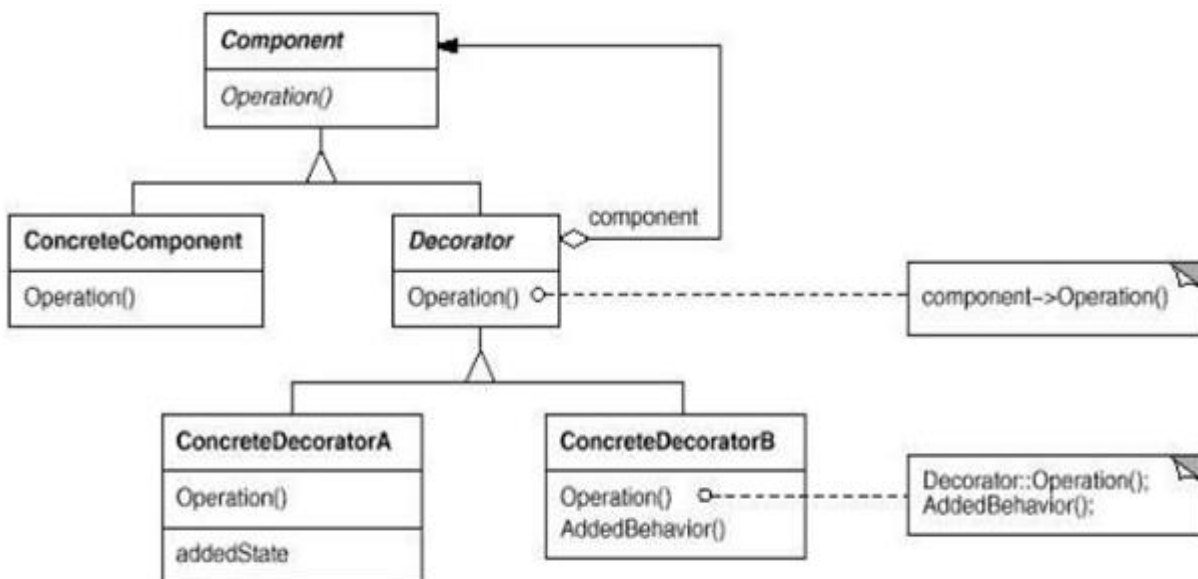 Component
Operation()
component
ConcreteComponent
Operation()
Decorator
Operation()
component->Operation()
ConcreteDecoratorA
Operation()
addedState
ConcreteDecoratorB
Operation()
AddedBehavior()
Decorator::Operation();
AddedBehavior();